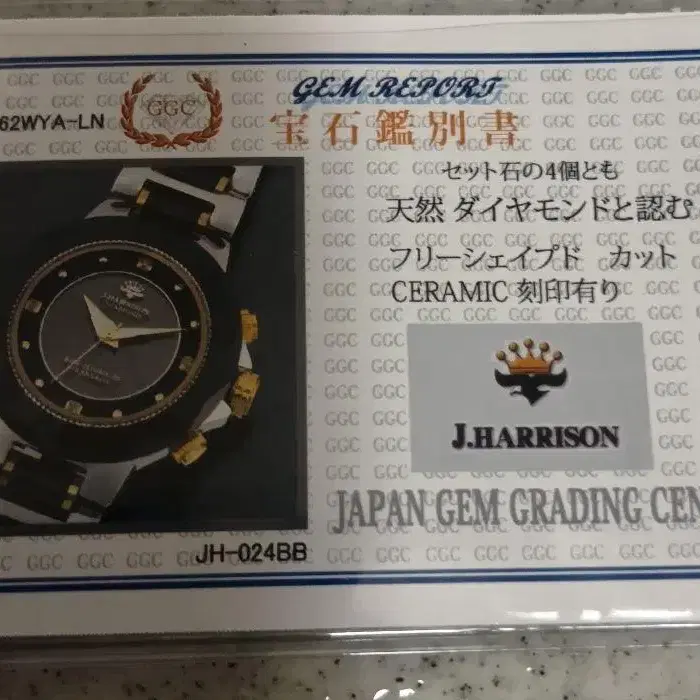 GEM REPORT
62WYA-LN
GGC
宝石鑑別書
セット石の4個とも
天然 ダイヤモンドと認む
フリーシェイプド カット
CERAMIC 刻印有り
J.HARRISON
J.HARRISON
JAPAN GEM GRADING CEN
JH-024BB